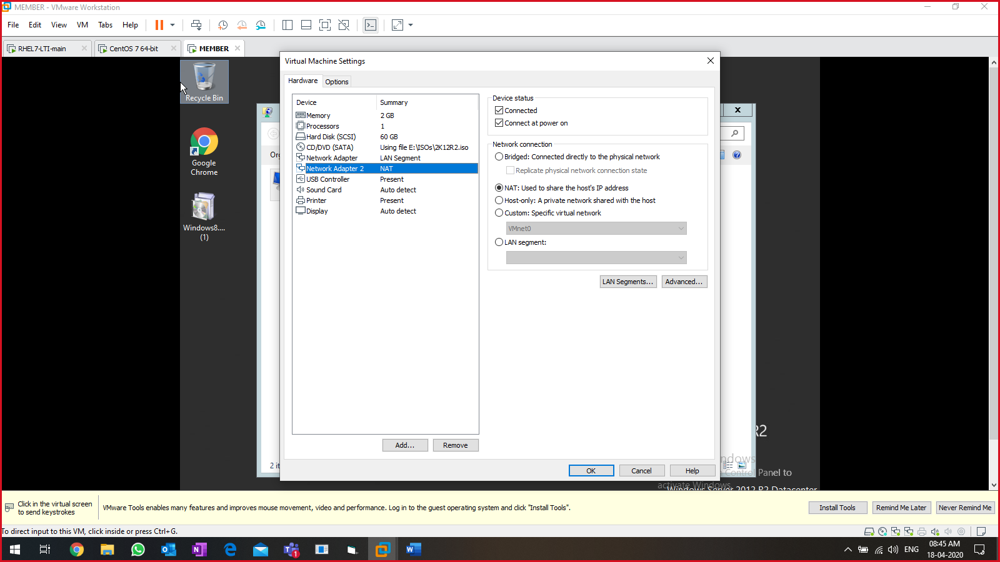 MEMBER - VMware Workstation
File Edit View VM Tabs Help
RHEL7-LTI-main CentOS 7 64-bit MEMBER
Recycle Bin
Google
Chrome
Windows8....
(1)
Virtual Machine Settings
Hardware Options
Device Summary
Memory 2 GB
Processors 1
Hard Disk (SCSI) 60 GB
CD/DVD (SATA) Using file E:\ISOs\2K12R2.iso
Network Adapter LAN Segment
Network Adapter 2 NAT
USB Controller Present
Sound Card Auto detect
Printer Present
Display Auto detect
Add... Remove
Device status
Connected
Connect at power on
Network connection
Bridged: Connected directly to the physical network
Replicate physical network connection state
NAT: Used to share the host's IP address
Host-only: A private network shared with the host
Custom: Specific virtual network
VMnet0
LAN segment:
LAN Segments... Advanced...
OK Cancel Help
Org
2 it
R2
ndows
Control Panel to
activate Windows.
Windows Server 2012 R2 Datacenter
Click in the virtual screen
to send keystrokes
VMware Tools enables many features and improves mouse movement, video and performance. Log in to the guest operating system and click "Install Tools".
Install Tools Remind Me Later Never Remind Me
To direct input to this VM, click inside or press Ctrl+G.
1
ENG
08:45 AM
18-04-2020